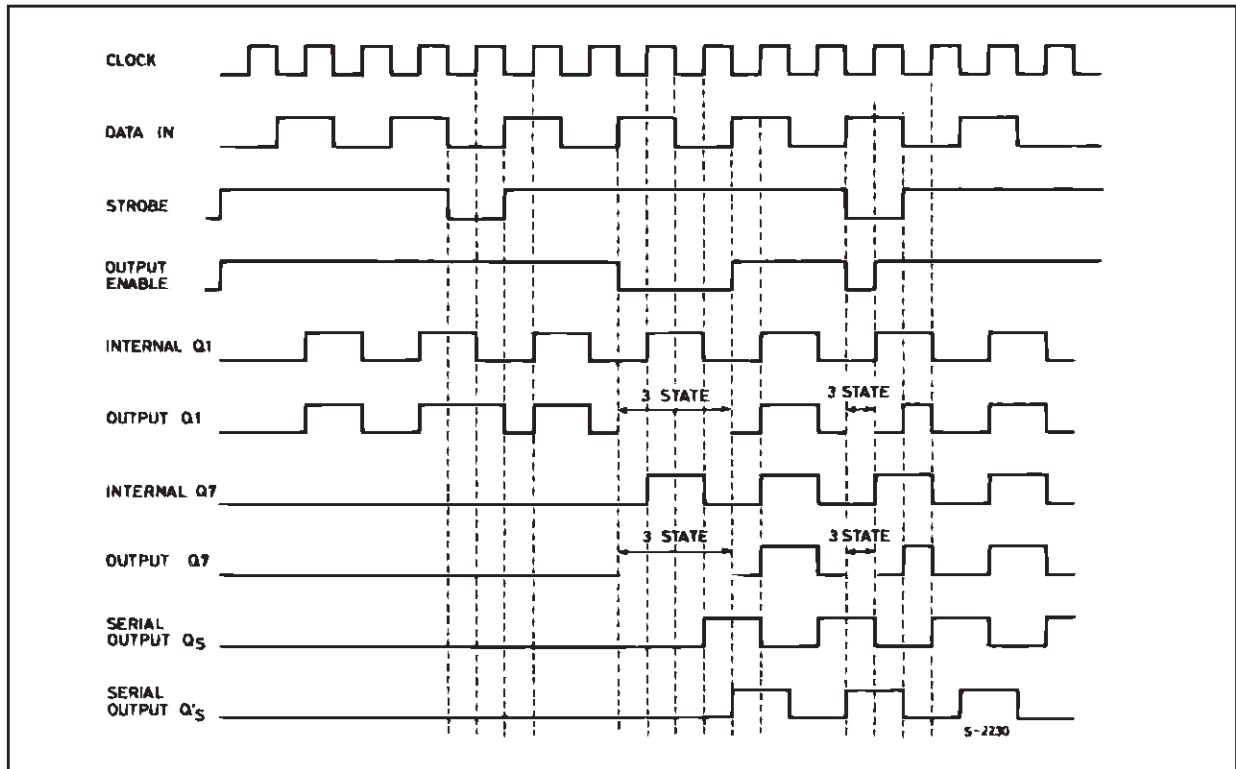 CLOCK
DATA IN
STROBE
OUTPUT
ENABLE
INTERNAL Q1
3 STATE
3 STATE
OUTPUT Q1
INTERNAL Q7
3 STATE
3 STATE
OUTPUT Q7
SERIAL
OUTPUT QS
SERIAL
OUTPUT Q'S
S-2230